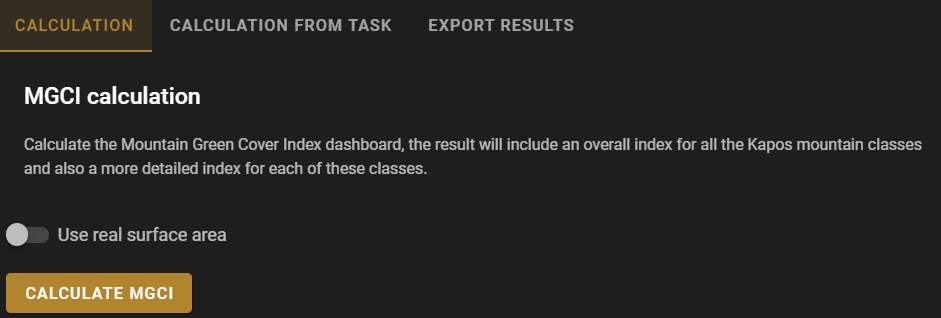 CALCULATION CALCULATION FROM TASK EXPORT RESULTS
MGCI calculation
Calculate the Mountain Green Cover Index dashboard, the result will include an overall index for all the Kapos mountain classes
and also a more detailed index for each of these classes.
Use real surface area
CALCULATE MGCI